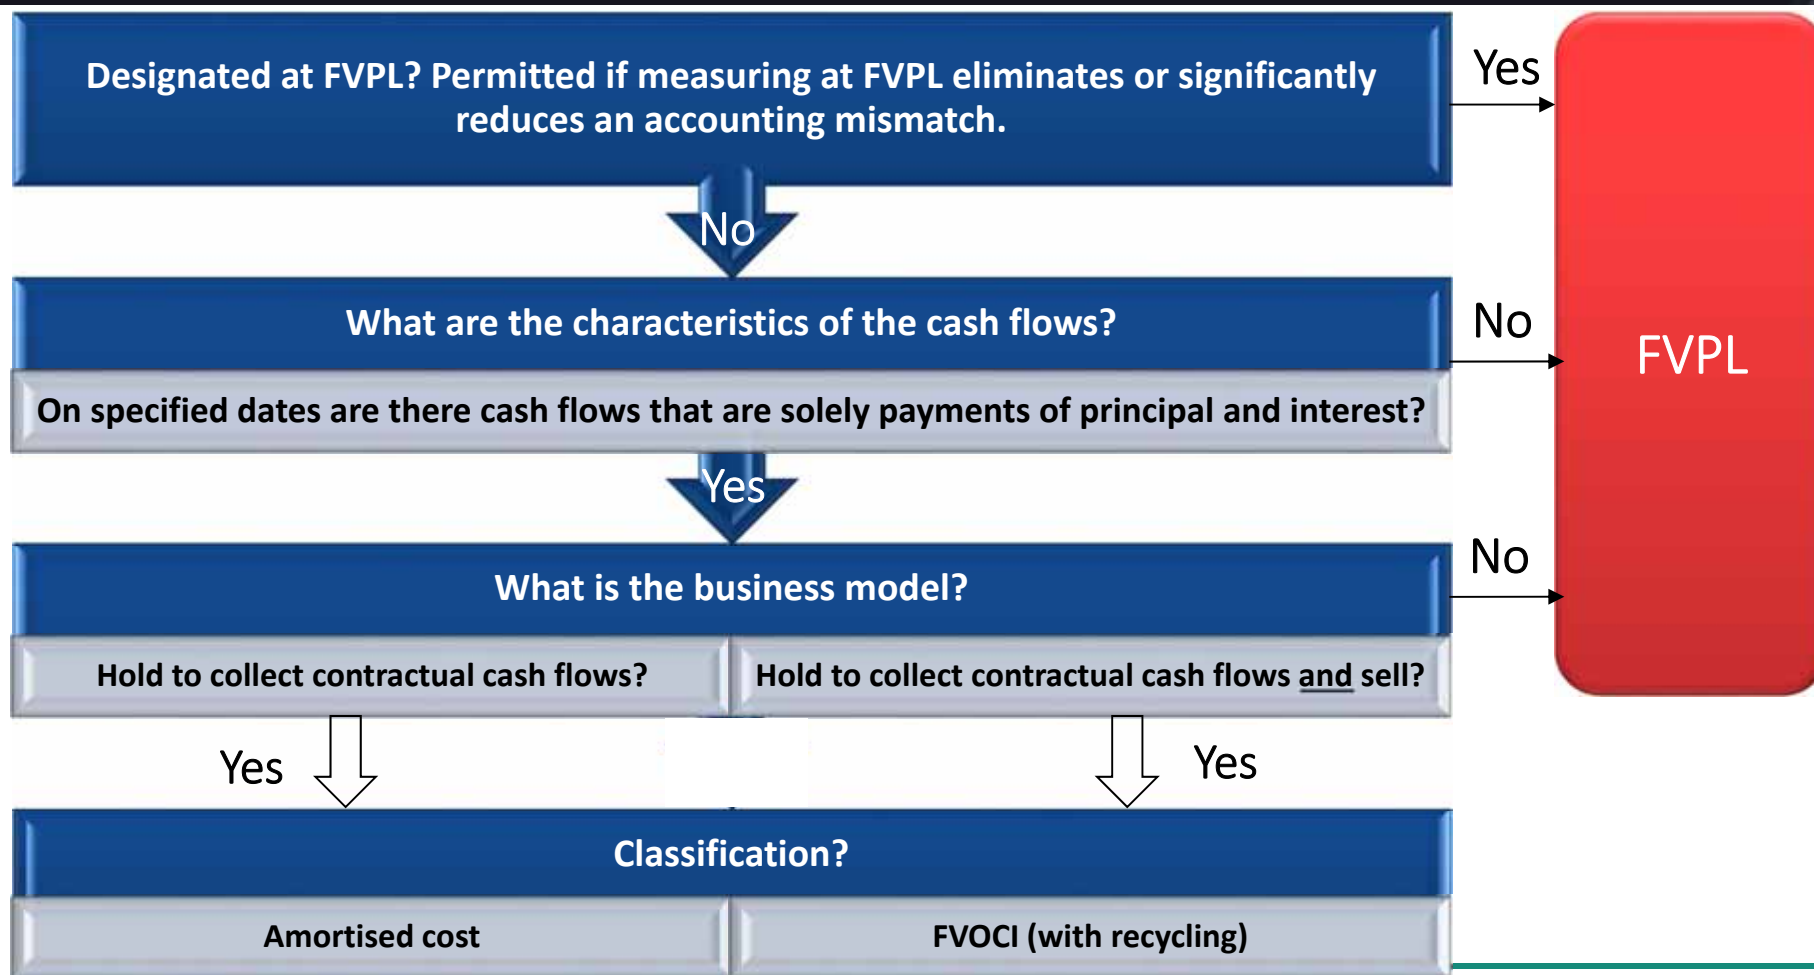 Designated at FVPL? Permitted if measuring at FVPL eliminates or significantly
reduces an accounting mismatch.
Yes
No
What are the characteristics of the cash flows?
No
FVPL
On specified dates are there cash flows that are solely payments of principal and interest?
Yes
What is the business model?
No
Hold to collect contractual cash flows?
Hold to collect contractual cash flows and sell?
Yes
Yes
Classification?
Amortised cost
FVOCI (with recycling)